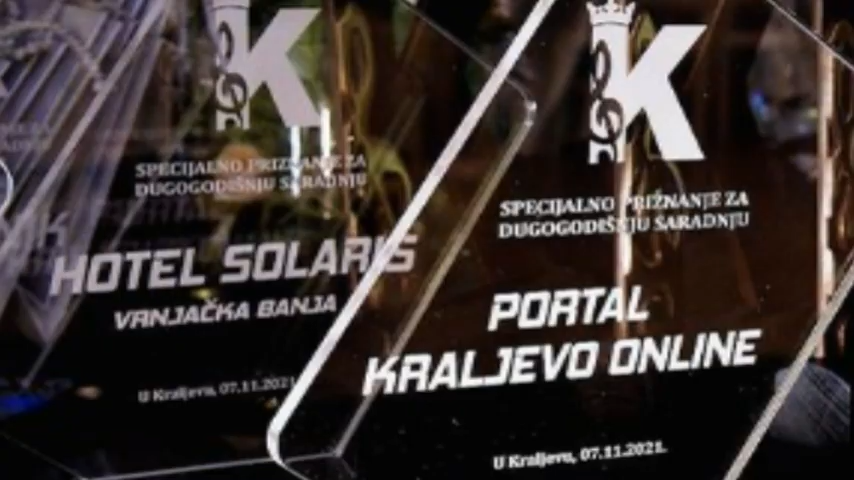 K
SPECIJALNO PRIZNANJE ZA
DUGOGODIŠNJU SARADNJU
HOTEL SOLARIS
VRNJAČKA BANJA
U Kraljevu, 07.11.2021.
K
SPECIJALNO PRIZNANJE ZA
DUGOGODIŠNJU SARADNJU
PORTAL
KRALJEVO ONLINE
U Kraljevu, 07.11.2021.